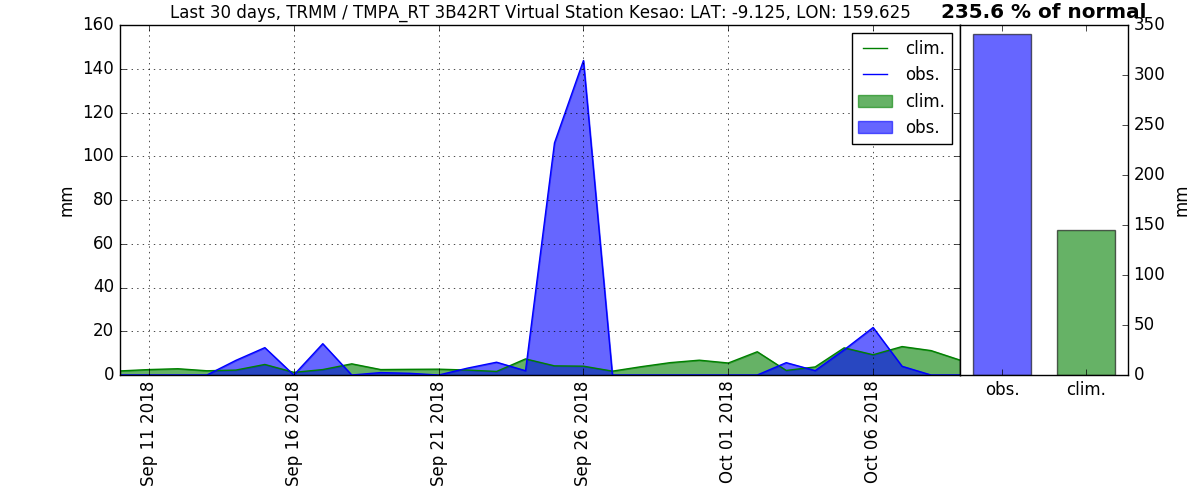 Last 30 days, TRMM / TMPA_RT 3B42RT Virtual Station Kesao: LAT: -9.125, LON: 159.625
235.6 % of normal
160
140
120
100
80
60
40
20
0
mm
clim.
obs.
clim.
obs.
Sep 11 2018
Sep 16 2018
Sep 21 2018
Sep 26 2018
Oct 01 2018
Oct 06 2018
350
300
250
200
150
100
50
0
mm
obs.
clim.